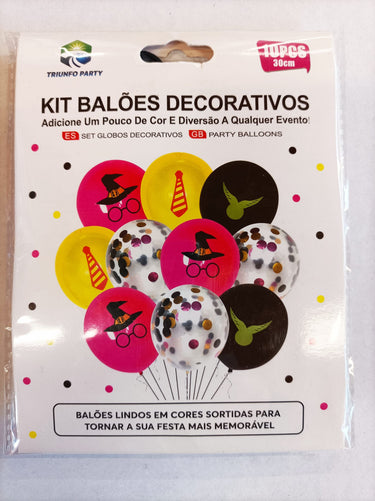 TRIUNFO PARTY
10PCS
30cm
KIT BALÕES DECORATIVOS
Adicione Um Pouco De Cor E Diversão A Qualquer Evento!
ES SET GLOBOS DECORATIVOS GB PARTY BALLOONS
BALÕES LINDOS EM CORES SORTIDAS PARA
TORNAR A SUA FESTA MAIS MEMORÁVEL